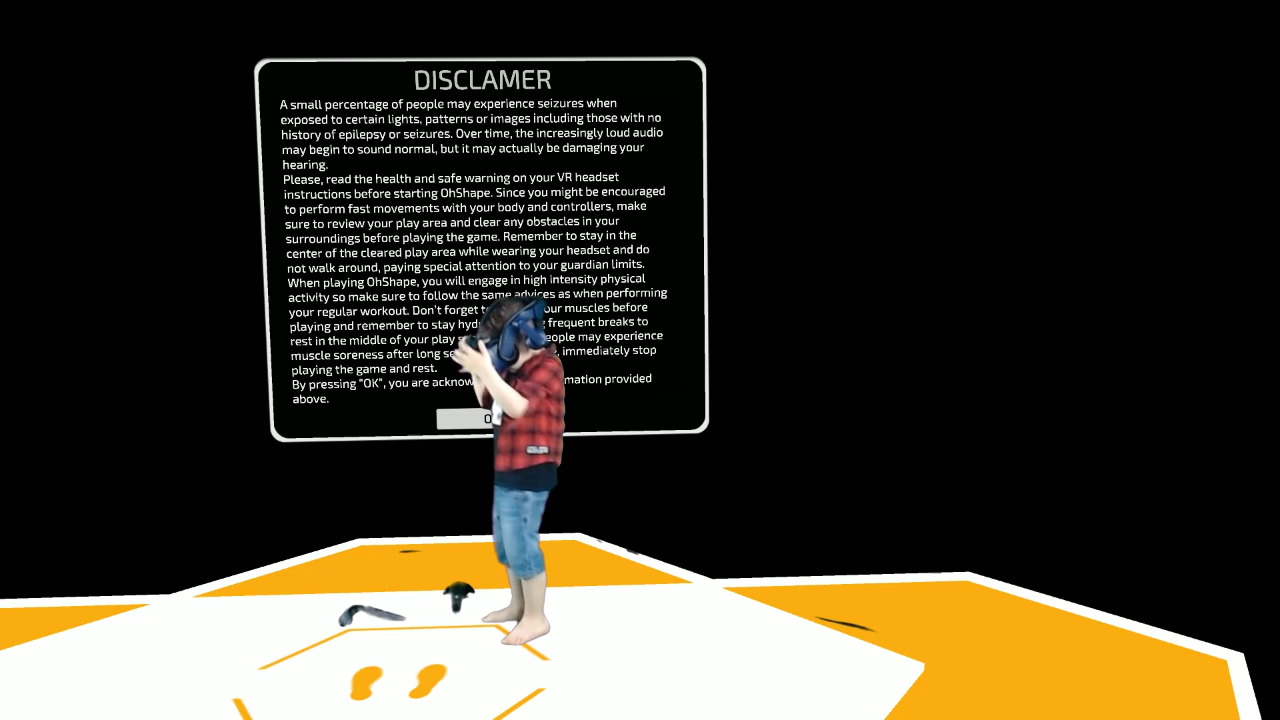 DISCLAMER
A small percentage of people may experience seizures when
exposed to certain lights, patterns or images including those with no
history of epilepsy or seizures. Over time, the increasingly loud audio
may begin to sound normal, but it may actually be damaging your
hearing.
Please, read the health and safe warning on your VR headset
instructions before starting OhShape. Since you might be encouraged
to perform fast movements with your body and controllers, make
sure to review your play area and clear any obstacles in your
surroundings before playing the game. Remember to stay in the
center of the cleared play area while wearing your headset and do
not walk around, paying special attention to your guardian limits.
When playing OhShape, you will engage in high intensity physical
activity so make sure to follow the same advices as when performing
your regular workout. Don't forget muscles before
playing and remember to stay frequent breaks to
rest in the middle of your play may experience
muscle soreness after long immediately stop
playing the game and rest.
By pressing "OK", you are provided
above.